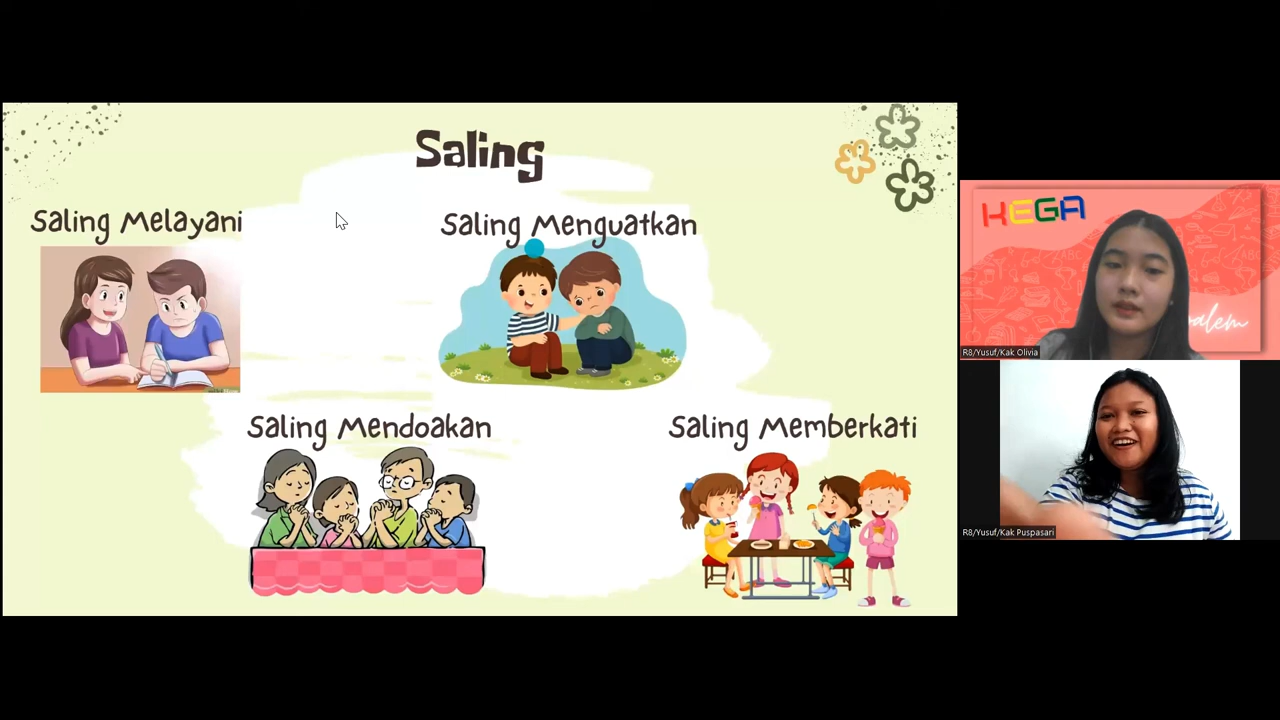 Saling
Saling Melayani
Saling Menguatkan
Saling Mendoakan
Saling Memberkati
KEGA
R8/Yusuf/Kak Olivia
R8/Yusuf/Kak Puspasari